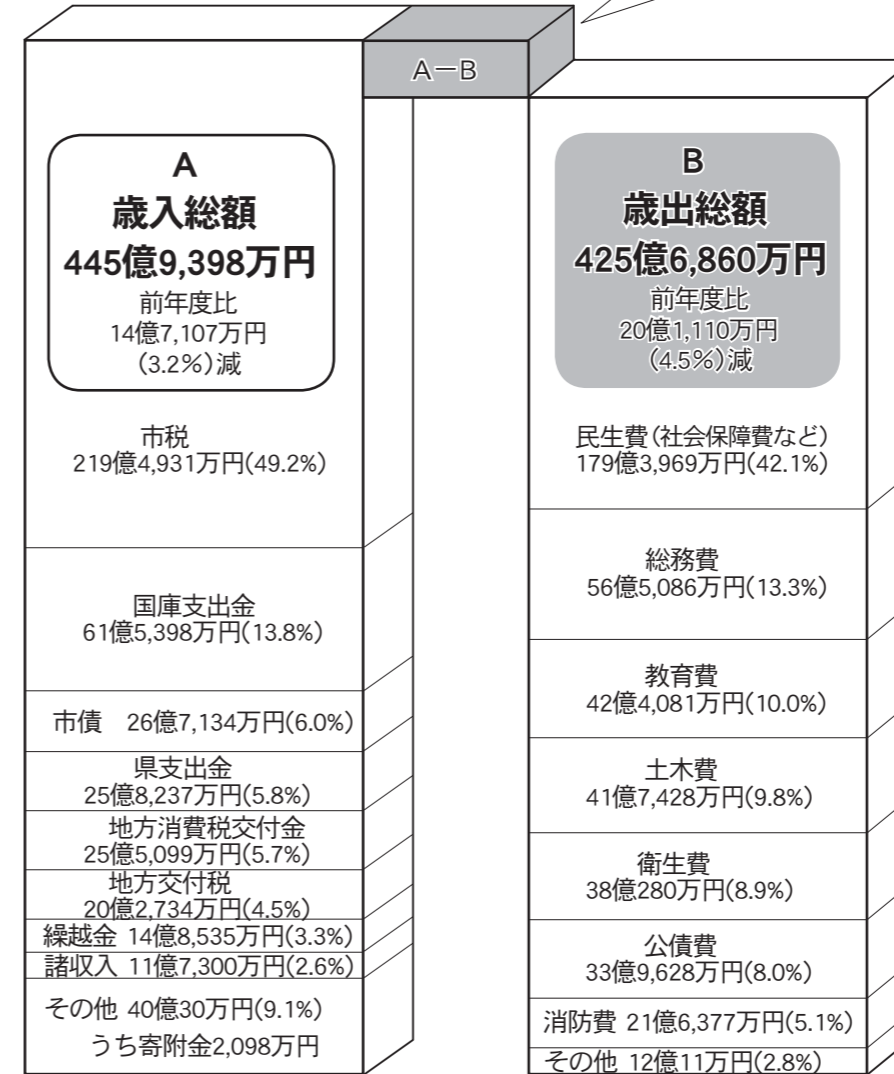 A－B
A
歳入総額
445億9,398万円
前年度比
14億7,107万円
(3.2%)減
市税
219億4,931万円(49.2%)
国庫支出金
61億5,398万円(13.8%)
市債 26億7,134万円(6.0%)
県支出金
25億8,237万円(5.8%)
地方消費税交付金
25億5,099万円(5.7%)
地方交付税
20億2,734万円(4.5%)
繰越金 14億8,535万円(3.3%)
諸収入 11億7,300万円(2.6%)
その他 40億30万円(9.1%)
うち寄附金2,098万円
B
歳出総額
425億6,860万円
前年度比
20億1,110万円
(4.5%)減
民生費(社会保障費など)
179億3,969万円(42.1%)
総務費
56億5,086万円(13.3%)
教育費
42億4,081万円(10.0%)
土木費
41億7,428万円(9.8%)
衛生費
38億280万円(8.9%)
公債費
33億9,628万円(8.0%)
消防費 21億6,377万円(5.1%)
その他 12億11万円(2.8%)